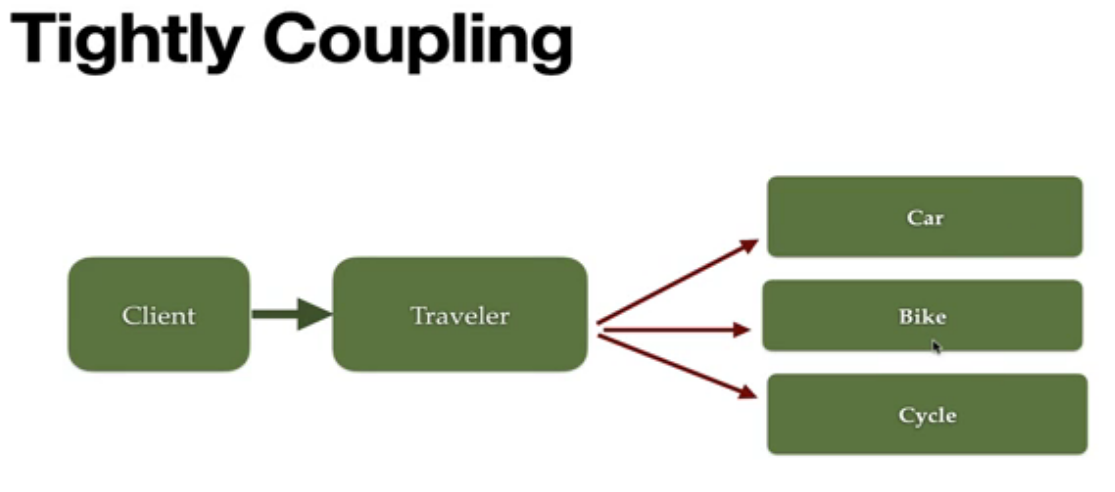 Tightly Coupling
Client
Traveler
Car
Bike
Cycle